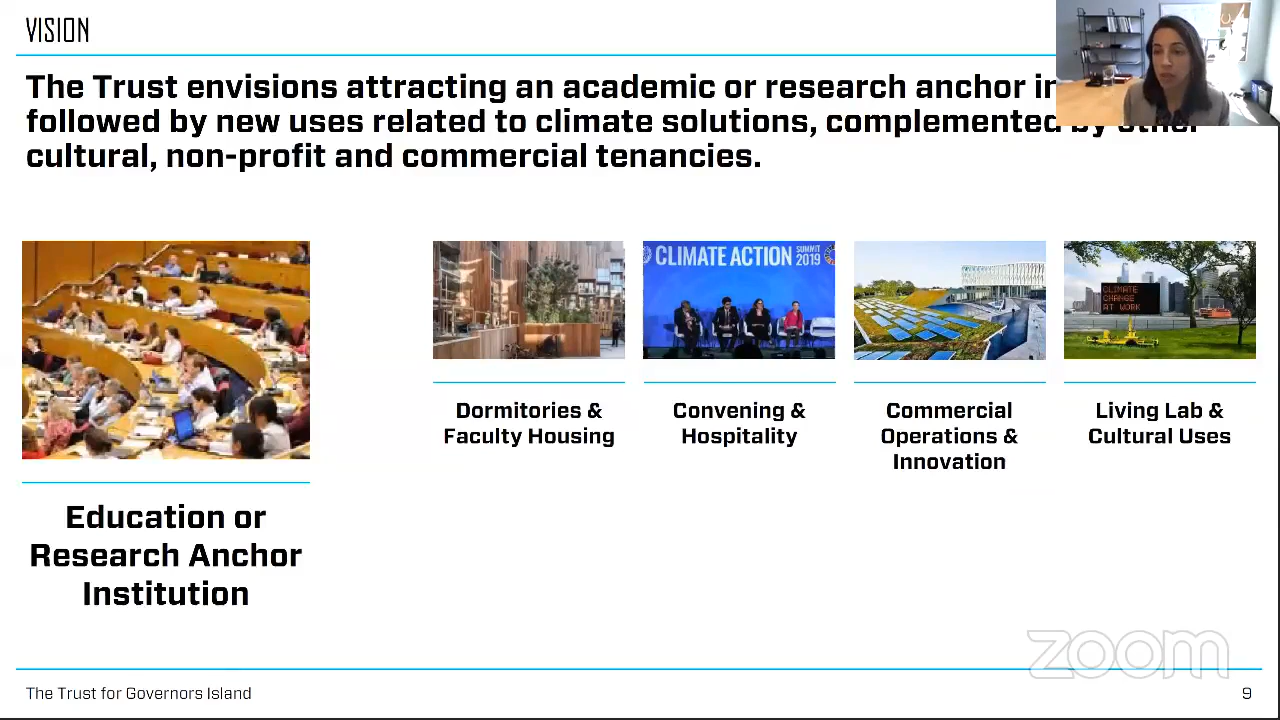 VISION
The Trust envisions attracting an academic or research anchor
followed by new uses related to climate solutions, complemented by other
cultural, non-profit and commercial tenancies.
CLIMATE ACTION SUMMIT 2019
CLIMATE
CHANGE
AT WORK
Dormitories &
Faculty Housing
Convening &
Hospitality
Commercial
Operations &
Innovation
Living Lab &
Cultural Uses
Education or
Research Anchor
Institution
zoom
The Trust for Governors Island
9